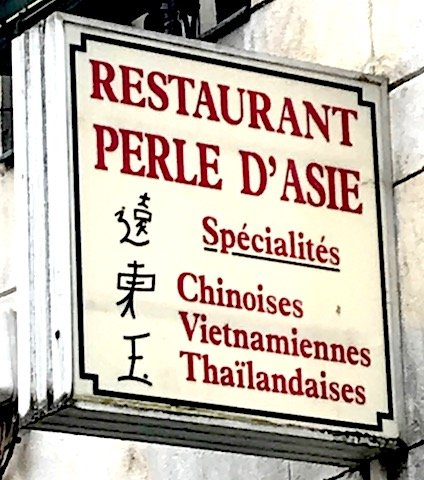 RESTAURANT
PERLE D'ASIE
遠東玉
Spécialités
Chinoises
Vietnamiennes
Thaïlandaises